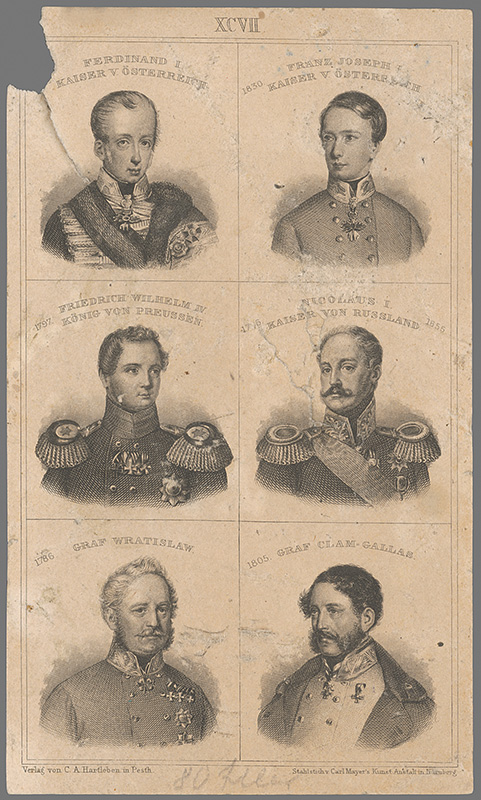 XCVII
FERDINAND I.
KAISER V. ÖSTERREICH
1830.
FRANZ JOSEPH I.
KAISER V. ÖSTERREICH
1797.
FRIEDRICH WILHELM IV.
KÖNIG VON PREUSSEN
NICOLAUS I.
KAISER VON RUSSLAND
1856.
1786.
GRAF WRATISLAW.
1805.
GRAF CLAM-GALLAS.
Verlag von C. A. Hartleben in Pesth.
Stahlstich v. Carl Mayer's Kunst-Anstalt in Nürnberg
80